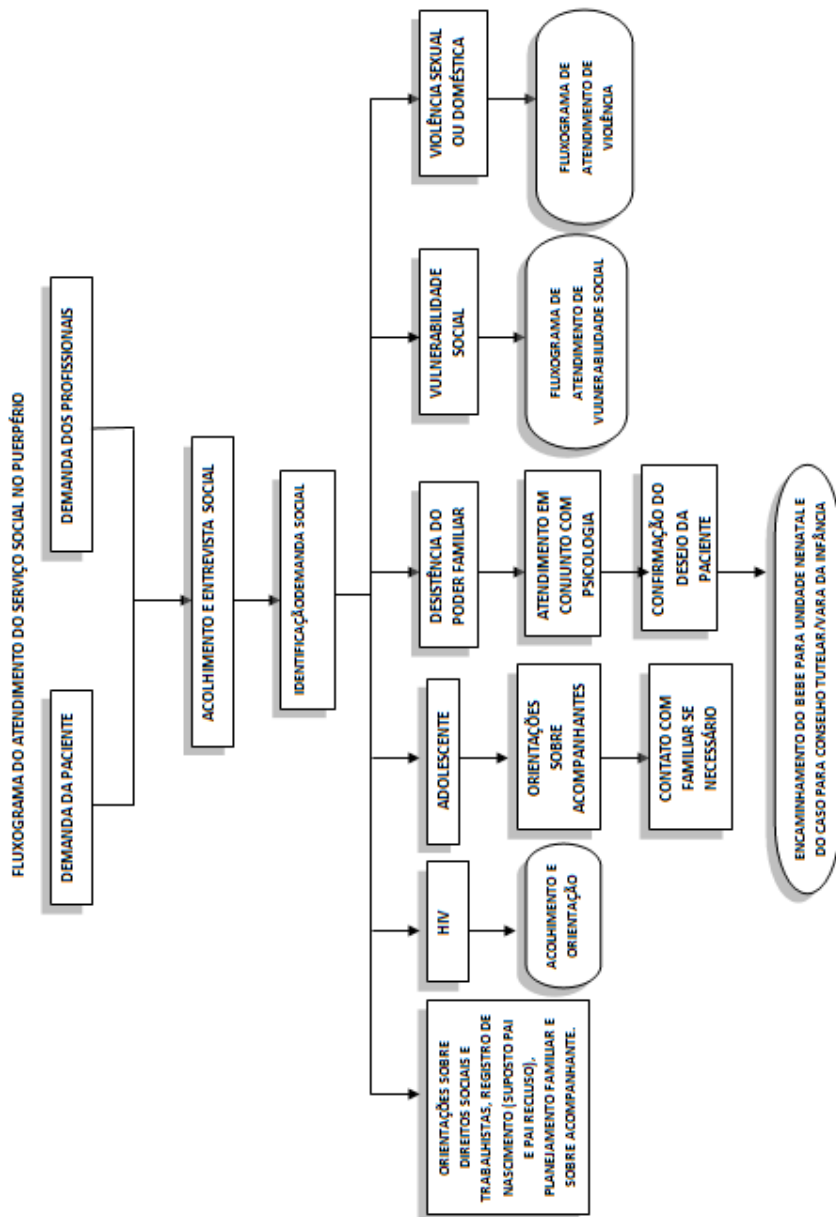 FLUXOGRAMA DO ATENDIMENTO DO SERVIÇO SOCIAL NO PUERPÉRIO
DEMANDA DA PACIENTE
DEMANDA DOS PROFISSIONAIS
ACOLHIMENTO E ENTREVISTA SOCIAL
IDENTIFICAÇÃODEMANDA SOCIAL
ORIENTAÇÕES SOBRE
DIREITOS SOCIAIS E
TRABALHISTAS, REGISTRO DE
NASCIMENTO (SUPOSTO PAI
E PAI RECLUSO),
PLANEJAMENTO FAMILIAR E
SOBRE ACOMPANHANTE.
HIV
ACOLHIMENTO E
ORIENTAÇÃO
ADOLESCENTE
ORIENTAÇÕES
SOBRE
ACOMPANHANTES
CONTATO COM
FAMILIAR SE
NECESSÁRIO
DESISTÊNCIA DO
PODER FAMILIAR
ATENDIMENTO EM
CONJUNTO COM
PSICOLOGIA
CONFIRMAÇÃO DO
DESEJO DA
PACIENTE
ENCAMINHAMENTO DO BEBE PARA UNIDADE NENATAL E
DO CASO PARA CONSELHO TUTELAR/VARA DA INFÂNCIA
VULNERABILIDADE
SOCIAL
FLUXOGRAMA DE
ATENDIMENTO DE
VULNERABILIDADE SOCIAL
VIOLÊNCIA SEXUAL
OU DOMÉSTICA
FLUXOGRAMA DE
ATENDIMENTO DE
VIOLÊNCIA